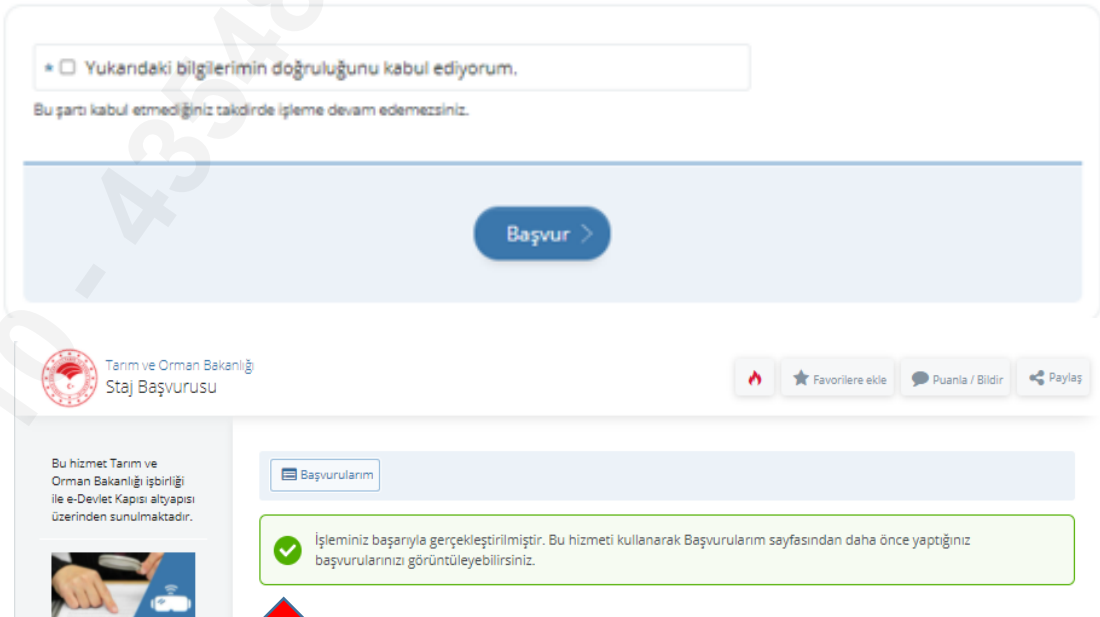 * Yukarıdaki bilgilerimin doğruluğunu kabul ediyorum.
Bu şartı kabul etmediğiniz takdirde işleme devam edemezsiniz.
Başvur
Tarım ve Orman Bakanlığı
Staj Başvurusu
Favorilere ekle
Puanla / Bildir
Paylaş
Bu hizmet Tarım ve
Orman Bakanlığı işbirliği
ile e-Devlet Kapısı altyapısı
üzerinden sunulmaktadır.
Başvurularım
İşleminiz başarıyla gerçekleştirilmiştir. Bu hizmeti kullanarak Başvurularım sayfasından daha önce yaptığınız
başvurularınızı görüntüleyebilirsiniz.